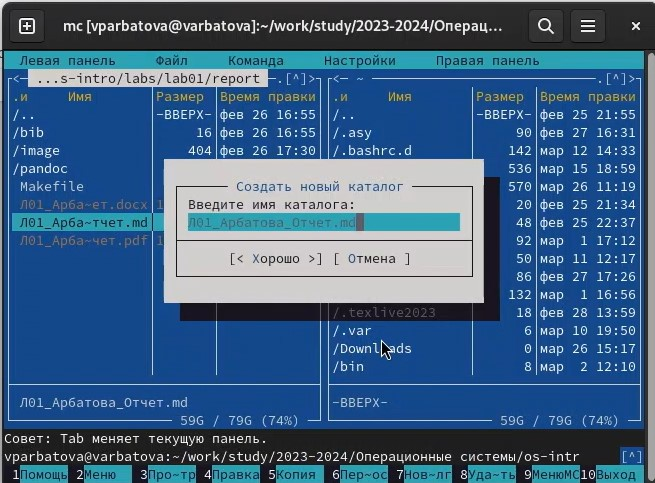 mc [vparbatova@varbatova]:~/work/study/2023-2024/Операц...
Левая панель Файл Команда Настройки Правая панель
<— ...s-intro/labs/lab01/report —.[^]>
.и Имя Размер Время правки
/.. -ВВЕРХ- фев 26 16:55
/bib 16 фев 26 16:55
/image 404 фев 26 17:30
/pandoc
Makefile
Л01_Арба~ет.docx
Л01_Арба~тчет.md
Л01_Арба~чет.pdf
Л01_Арбатова_Отчет.md
59G / 79G (74%)
<— ~ —.[^]>
.и Имя Размер Время правки
/.. -ВВЕРХ- фев 25 21:55
/.asy 90 фев 27 16:31
/.bashrc.d 142 мар 12 14:33
536 мар 15 18:59
570 мар 26 11:19
20 фев 25 21:34
48 фев 25 22:37
92 мар 1 17:12
50 мар 11 12:17
86 фев 27 17:26
132 мар 1 16:56
/.texlive2023 18 фев 28 13:59
/.var 6 мар 10 19:50
/Downloads 0 мар 26 15:17
/bin 8 мар 2 12:10
-ВВЕРХ-
59G / 79G (74%)
Создать новый каталог
Введите имя каталога:
Л01_Арбатова_Отчет.md
[< Хорошо >] [ Отмена ]
Совет: Tab меняет текущую панель.
vparbatova@varbatova:~/work/study/2023-2024/Операционные системы/os-intr [^]
1Помощь 2Меню 3Про~тр 4Правка 5Копия 6Пер~ос 7Нов~лг 8Уда~ть 9МенюMC 10Выход